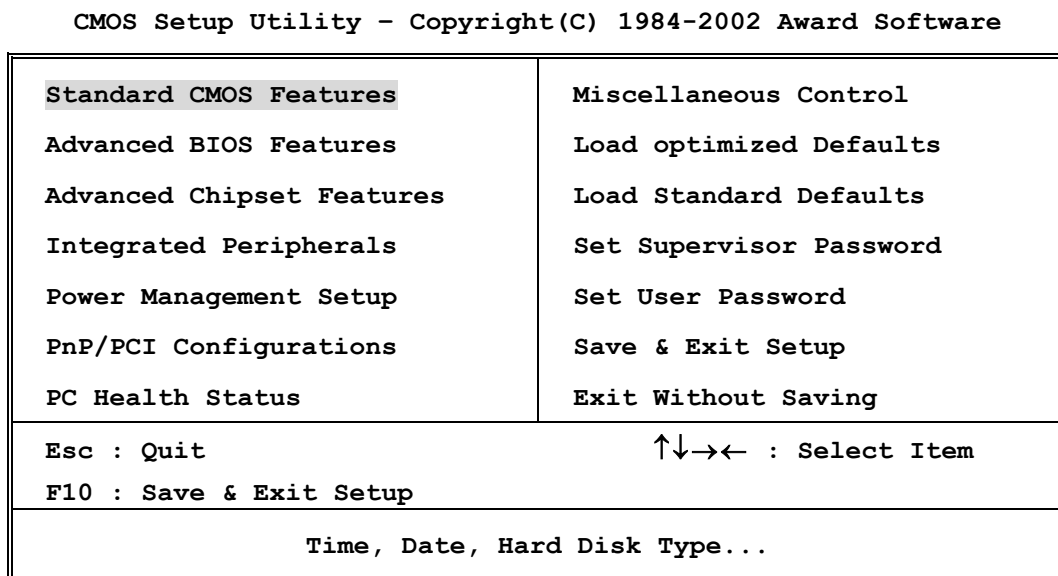 CMOS Setup Utility – Copyright(C) 1984-2002 Award Software
Standard CMOS Features
Advanced BIOS Features
Advanced Chipset Features
Integrated Peripherals
Power Management Setup
PnP/PCI Configurations
PC Health Status
Miscellaneous Control
Load optimized Defaults
Load Standard Defaults
Set Supervisor Password
Set User Password
Save & Exit Setup
Exit Without Saving
Esc : Quit
↑↓→← : Select Item
F10 : Save & Exit Setup
Time, Date, Hard Disk Type...